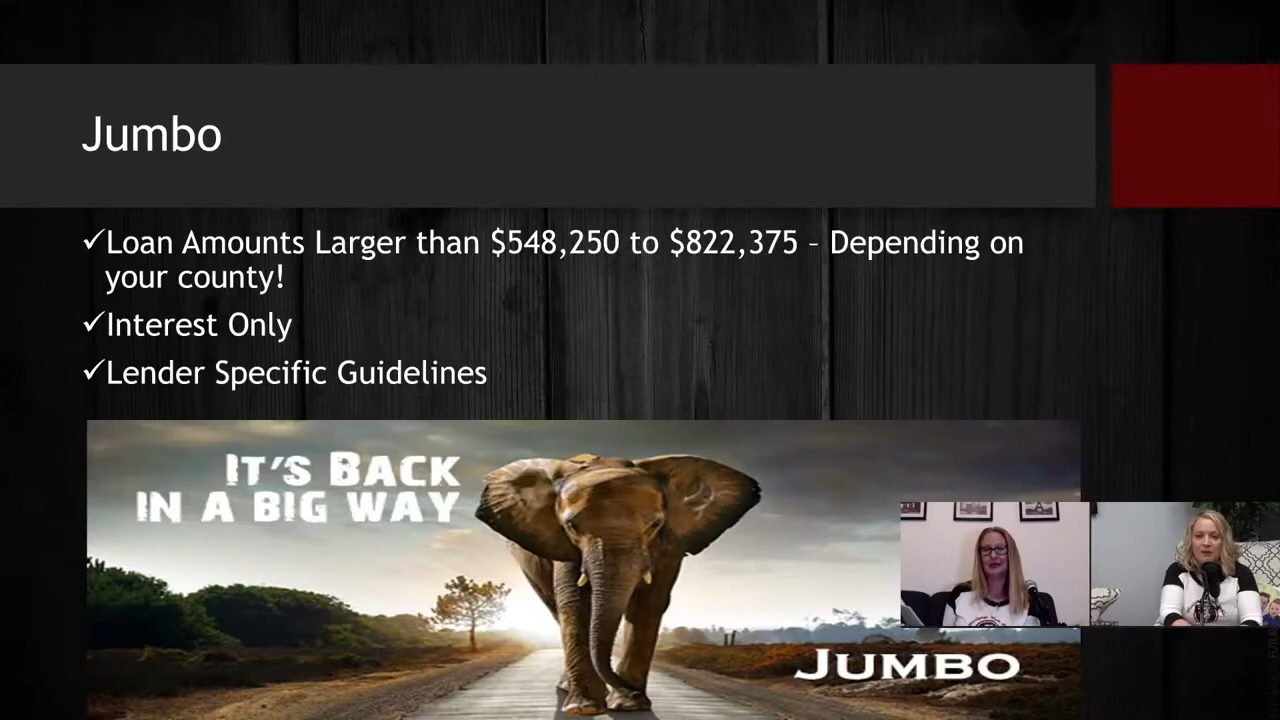 Jumbo
✓Loan Amounts Larger than $548,250 to $822,375 – Depending on
your county!
✓Interest Only
✓Lender Specific Guidelines
IT'S BACK
IN A BIG WAY
JUMBO